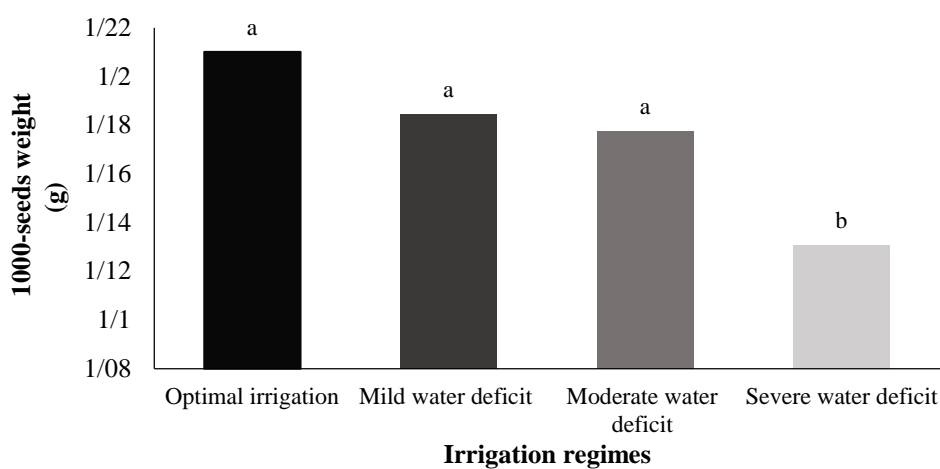 1000-seeds weight
(g)
1/22
1/2
1/18
1/16
1/14
1/12
1/1
1/08
a
a
a
b
Optimal irrigation
Mild water deficit
Moderate water
deficit
Severe water deficit
Irrigation regimes